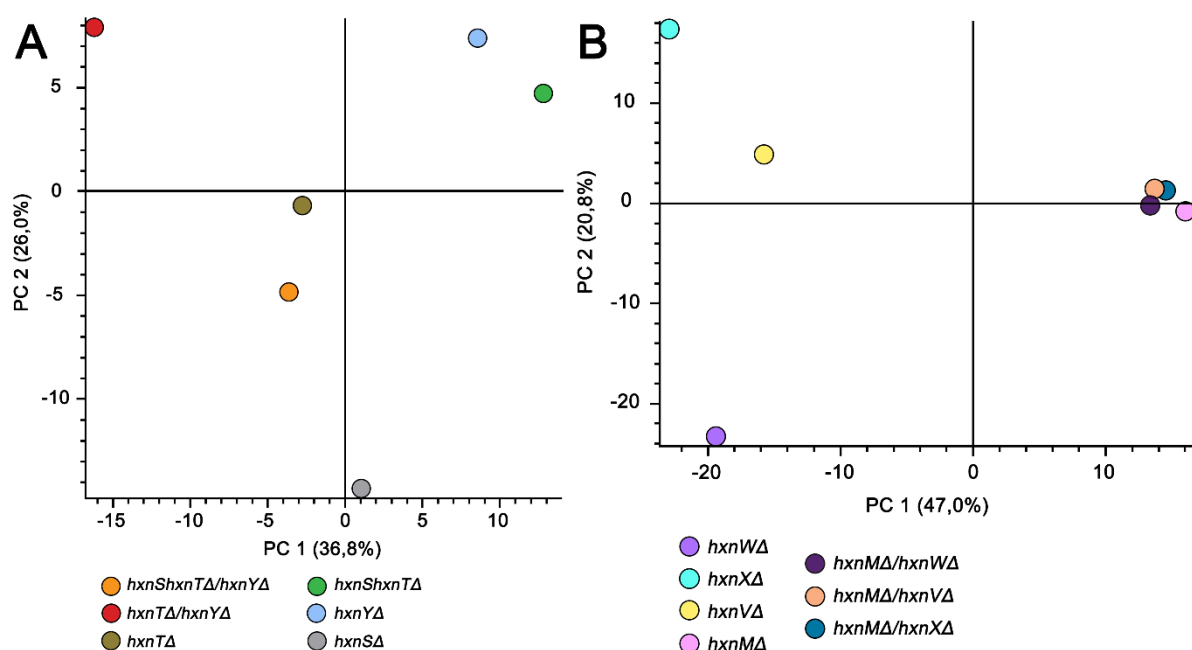 A
5
0
-5
-10
PC 2 (26,0%)
-15
-10
-5
0
5
10
PC 1 (36,8%)
hxnShxnTΔ/hxnYΔ
hxnTΔ/hxnYΔ
hxnTΔ
hxnShxnTΔ
hxnYΔ
hxnSΔ
B
10
0
-10
-20
PC 2 (20,8%)
-20
-10
0
10
PC 1 (47,0%)
hxnWΔ
hxnXΔ
hxnVΔ
hxnMΔ
hxnMΔ/hxnWΔ
hxnMΔ/hxnVΔ
hxnMΔ/hxnXΔ